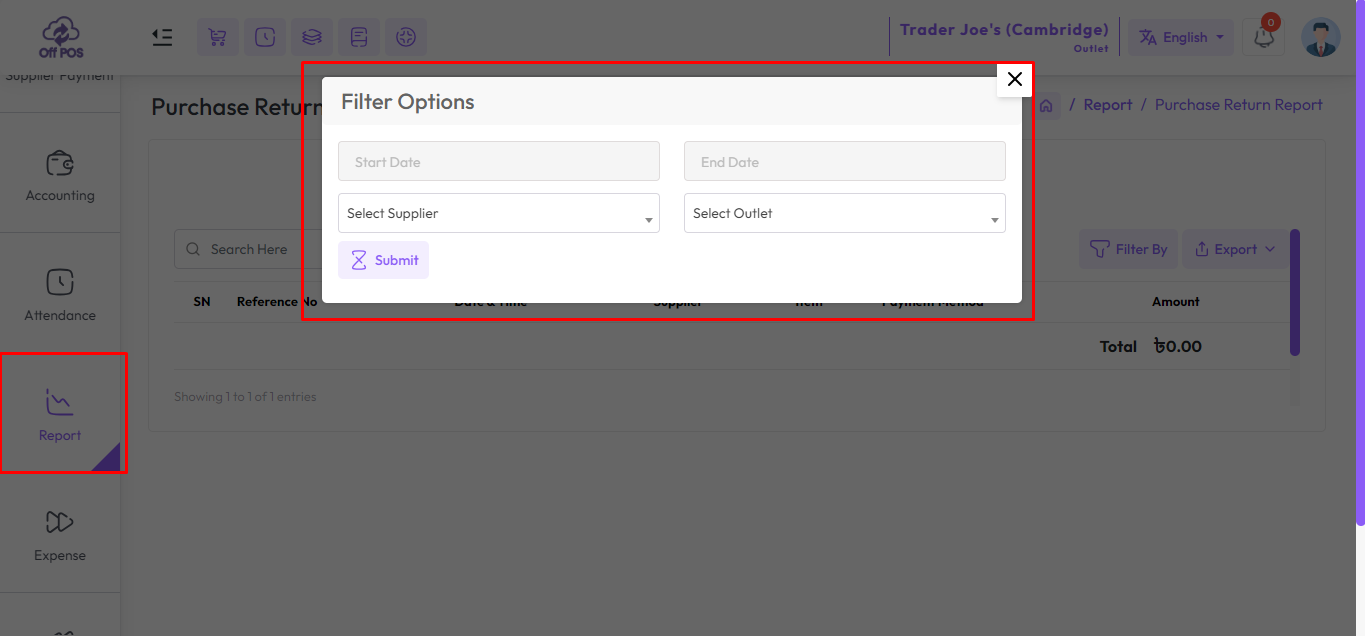 Off POS
Trader Joe's (Cambridge)
Outlet
English
0
Supplier Payment
Accounting
Attendance
Report
Expense
Purchase Return
/ Report / Purchase Return Report
Filter Options
Start Date
End Date
Select Supplier
Select Outlet
Submit
Search Here
Filter By
Export
SN
Reference No
Date & Time
Supplier
Item
Payment Method
Amount
Total ৳0.00
Showing 1 to 1 of 1 entries